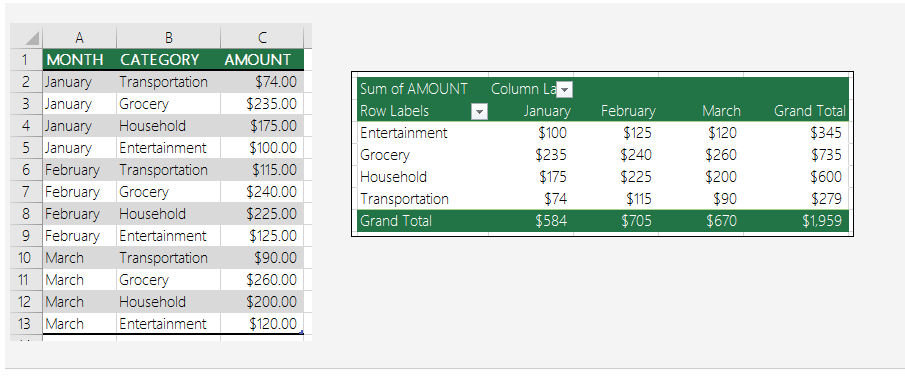 A B C
1 MONTH CATEGORY AMOUNT
2 January Transportation $74.00
3 January Grocery $235.00
4 January Household $175.00
5 January Entertainment $100.00
6 February Transportation $115.00
7 February Grocery $240.00
8 February Household $225.00
9 February Entertainment $125.00
10 March Transportation $90.00
11 March Grocery $260.00
12 March Household $200.00
13 March Entertainment $120.00
Sum of AMOUNT Column La
Row Labels January February March Grand Total
Entertainment $100 $125 $120 $345
Grocery $235 $240 $260 $735
Household $175 $225 $200 $600
Transportation $74 $115 $90 $279
Grand Total $584 $705 $670 $1,959